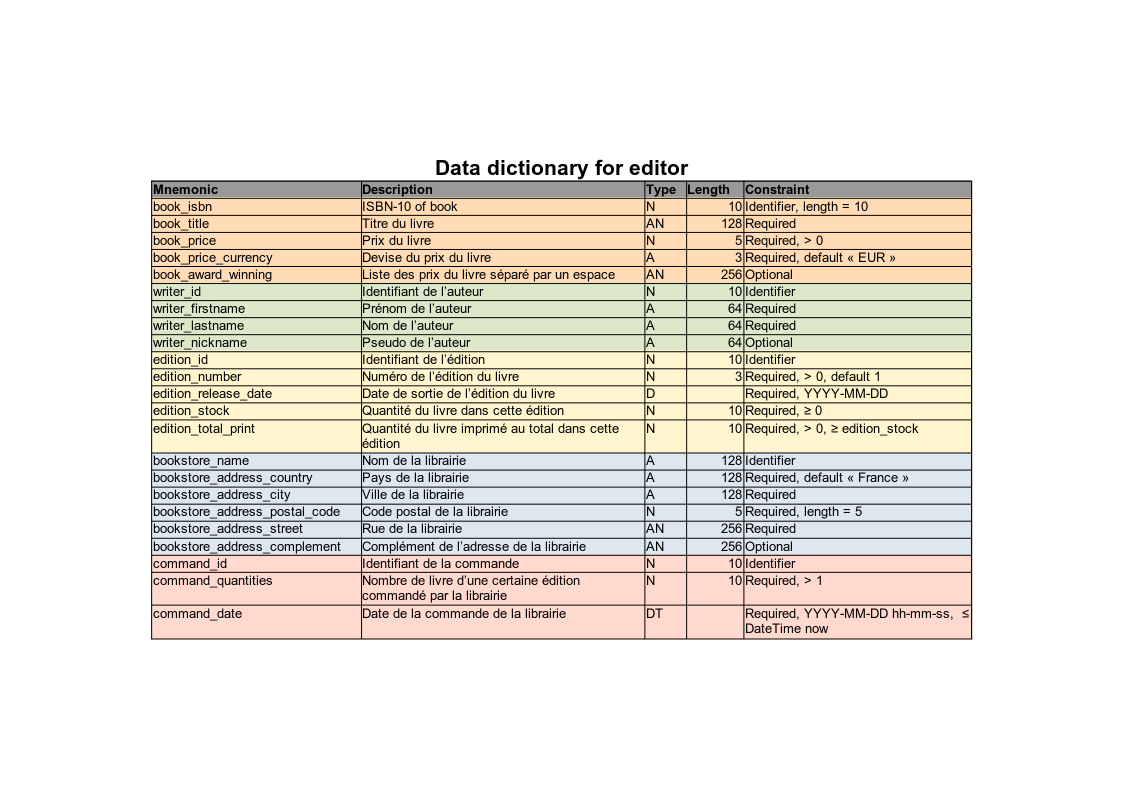 Data dictionary for editor
Mnemonic Description Type Length Constraint
book_isbn ISBN-10 of book N 10 Identifier, length = 10
book_title Titre du livre AN 128 Required
book_price Prix du livre N 5 Required, > 0
book_price_currency Devise du prix du livre A 3 Required, default « EUR »
book_award_winning Liste des prix du livre séparé par un espace AN 256 Optional
writer_id Identifiant de l’auteur N 10 Identifier
writer_firstname Prénom de l’auteur A 64 Required
writer_lastname Nom de l’auteur A 64 Required
writer_nickname Pseudo de l’auteur A 64 Optional
edition_id Identifiant de l’édition N 10 Identifier
edition_number Numéro de l’édition du livre N 3 Required, > 0, default 1
edition_release_date Date de sortie de l’édition du livre D Required, YYYY-MM-DD
edition_stock Quantité du livre dans cette édition N 10 Required, ≥ 0
edition_total_print Quantité du livre imprimé au total dans cette N 10 Required, > 0, ≥ edition_stock
édition
bookstore_name Nom de la librairie A 128 Identifier
bookstore_address_country Pays de la librairie A 128 Required, default « France »
bookstore_address_city Ville de la librairie A 128 Required
bookstore_address_postal_code Code postal de la librairie N 5 Required, length = 5
bookstore_address_street Rue de la librairie AN 256 Required
bookstore_address_complement Complément de l’adresse de la librairie AN 256 Optional
command_id Identifiant de la commande N 10 Identifier
command_quantities Nombre de livre d’une certaine édition N 10 Required, > 1
commandé par la librairie
command_date Date de la commande de la librairie DT Required, YYYY-MM-DD hh-mm-ss, ≤
DateTime now